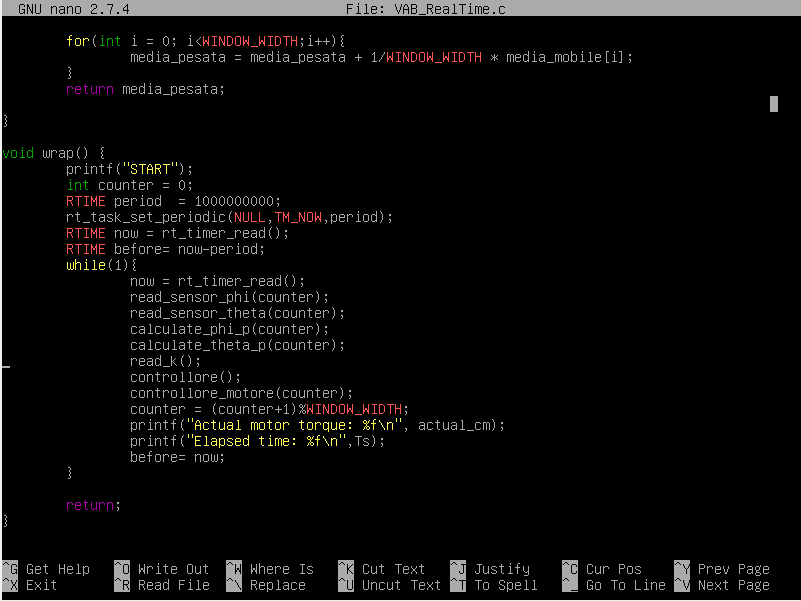 GNU nano 2.7.4 File: VAB_RealTime.c
for(int i = 0; i<WINDOW_WIDTH;i++){
media_pesata = media_pesata + 1/WINDOW_WIDTH * media_mobile[i];
}
return media_pesata;
}
void wrap() {
printf("START");
int counter = 0;
RTIME period  = 1000000000;
rt_task_set_periodic(NULL,TM_NOW,period);
RTIME now = rt_timer_read();
RTIME before= now-period;
while(1){
now = rt_timer_read();
read_sensor_phi(counter);
read_sensor_theta(counter);
calculate_phi_p(counter);
calculate_theta_p(counter);
read_k();
controllore();
controllore_motore(counter);
counter = (counter+1)%WINDOW_WIDTH;
printf("Actual motor torque: %f\n", actual_cm);
printf("Elapsed time: %f\n",Ts);
before= now;
}
return;
}
^G Get Help ^O Write Out ^W Where Is ^K Cut Text ^J Justify ^C Cur Pos ^Y Prev Page
^X Exit ^R Read File ^\ Replace ^U Uncut Text ^T To Spell ^_ Go To Line ^V Next Page